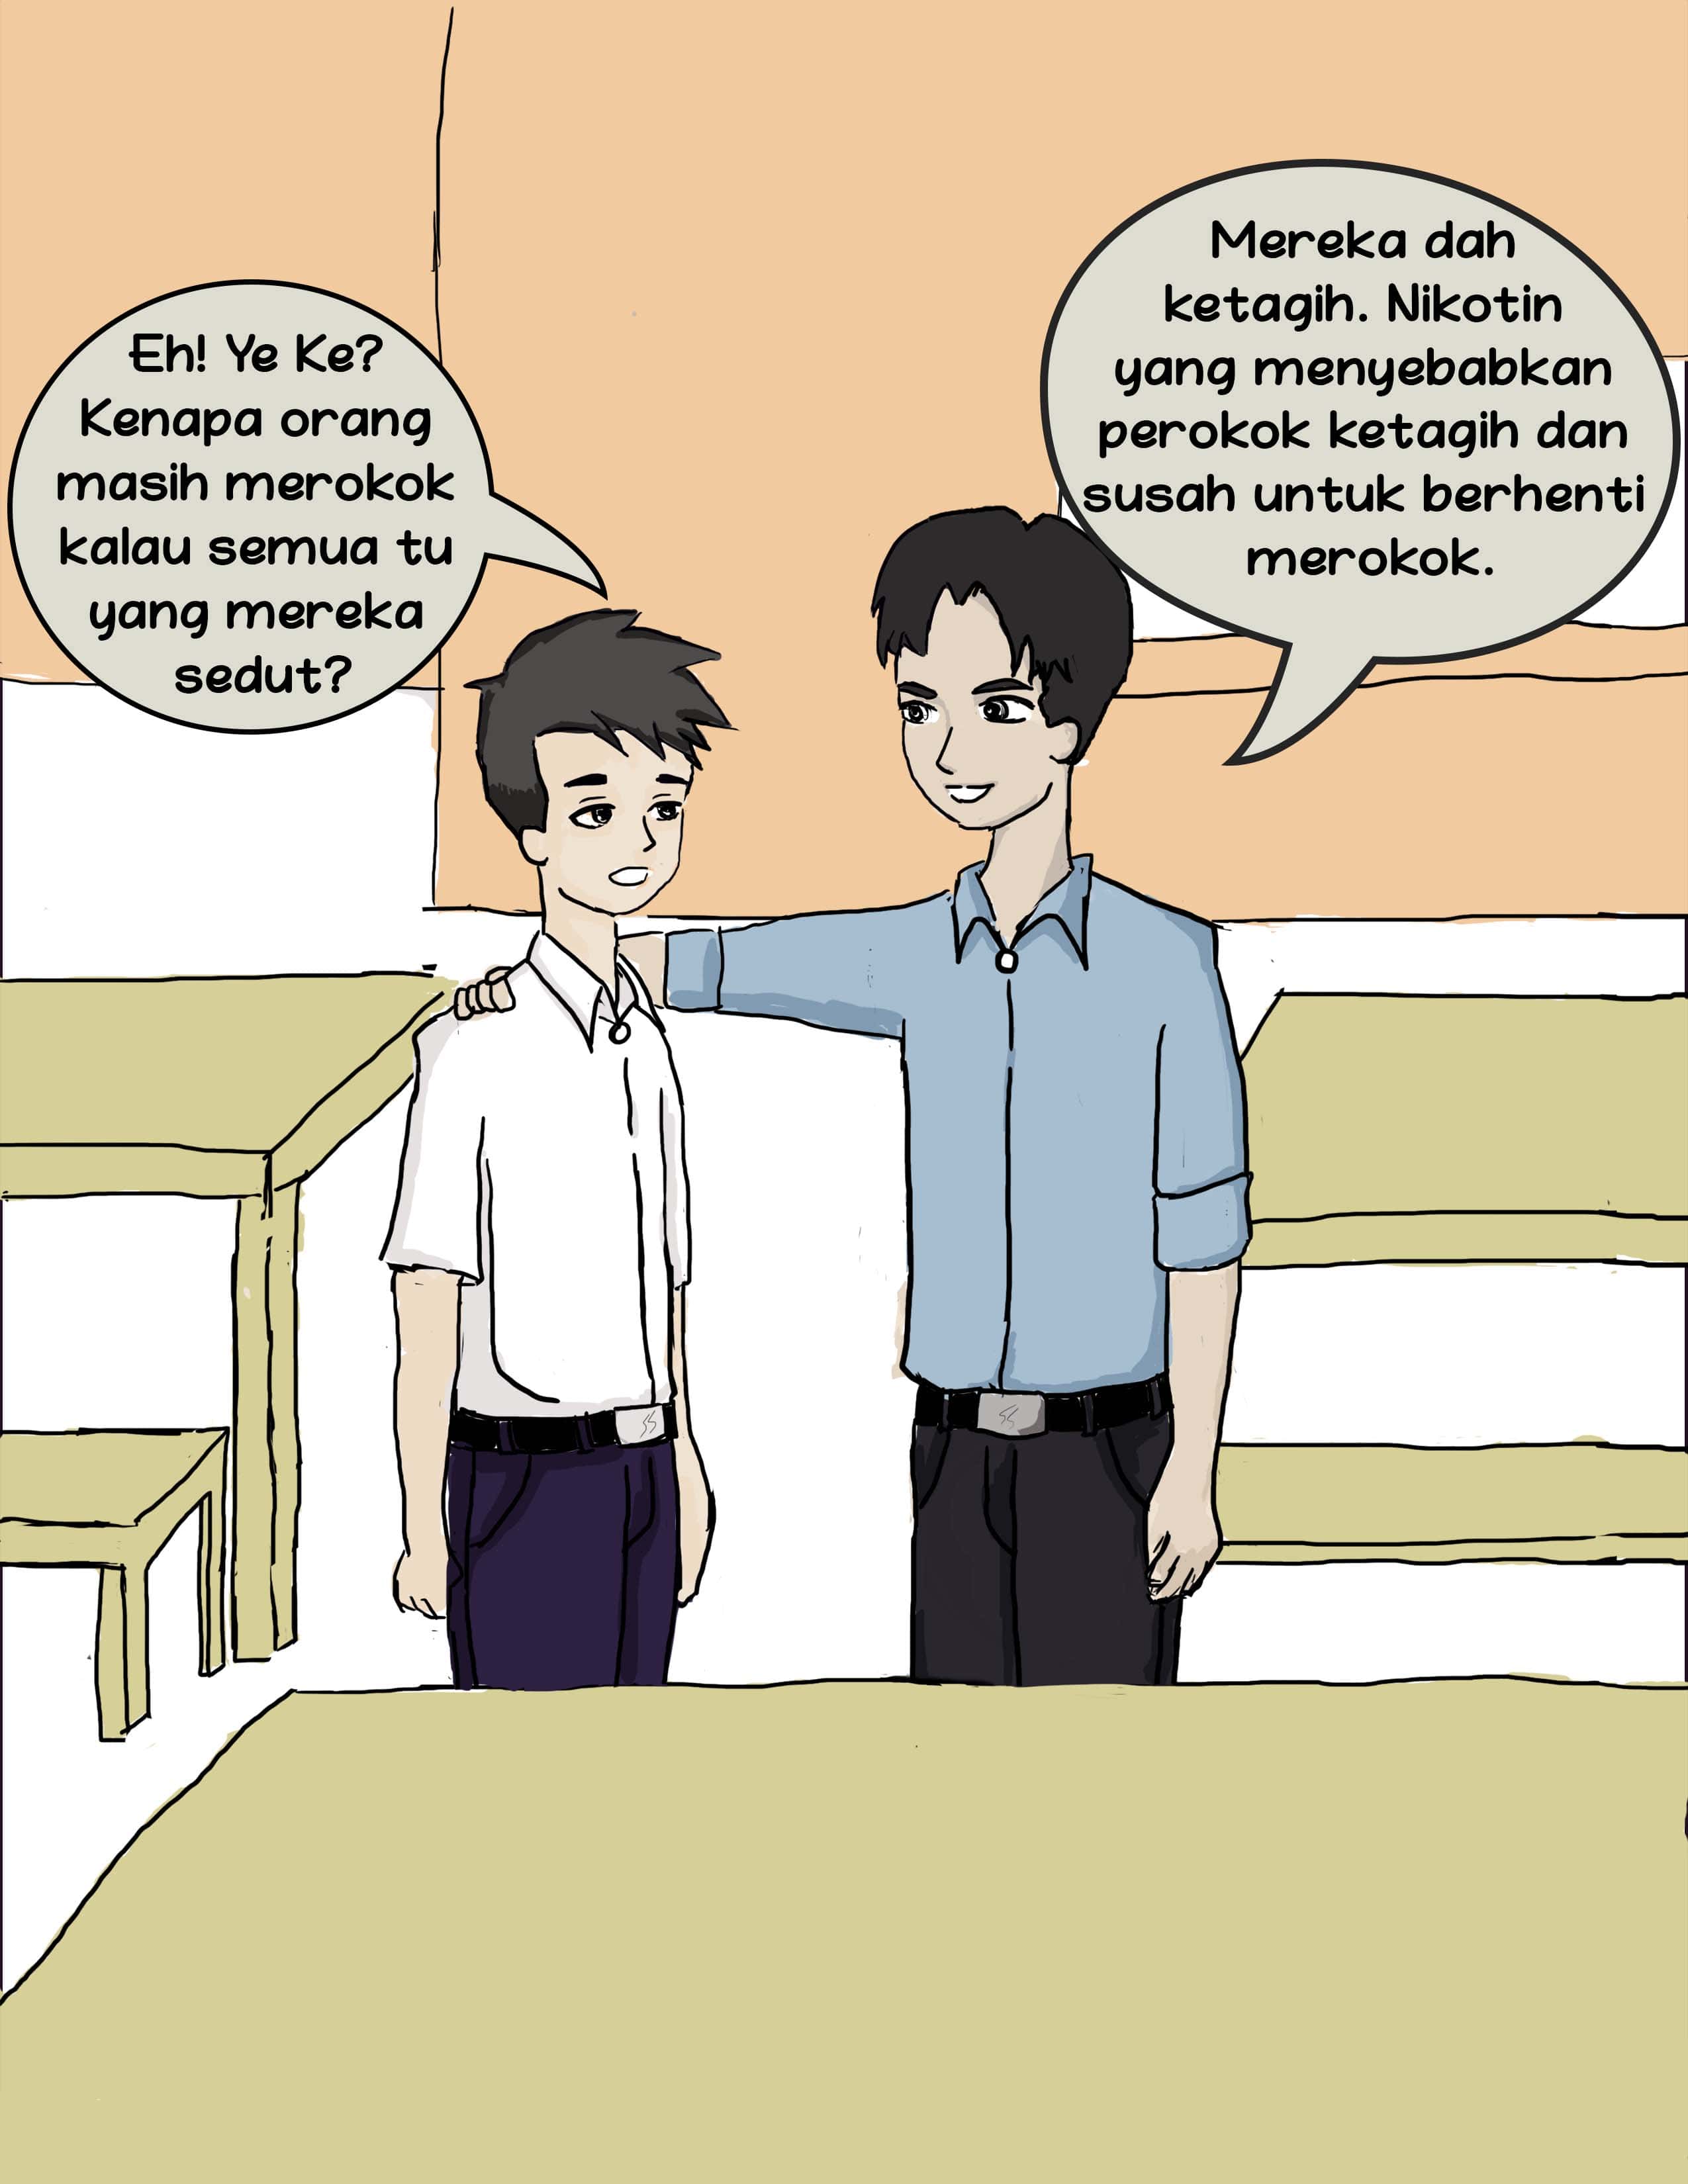 Eh! Ye Ke?
Kenapa orang
masih merokok
kalau semua tu
yang mereka
sedut?
Mereka dah
ketagih. Nikotin
yang menyebabkan
perokok ketagih dan
susah untuk berhenti
merokok.